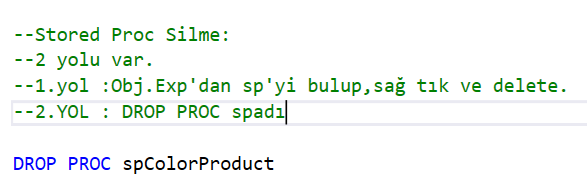 --Stored Proc Silme:
--2 yolu var.
--1.yol :Obj.Exp'dan sp'yi bulup,sağ tık ve delete.
--2.YOL : DROP PROC spadı
DROP PROC spColorProduct